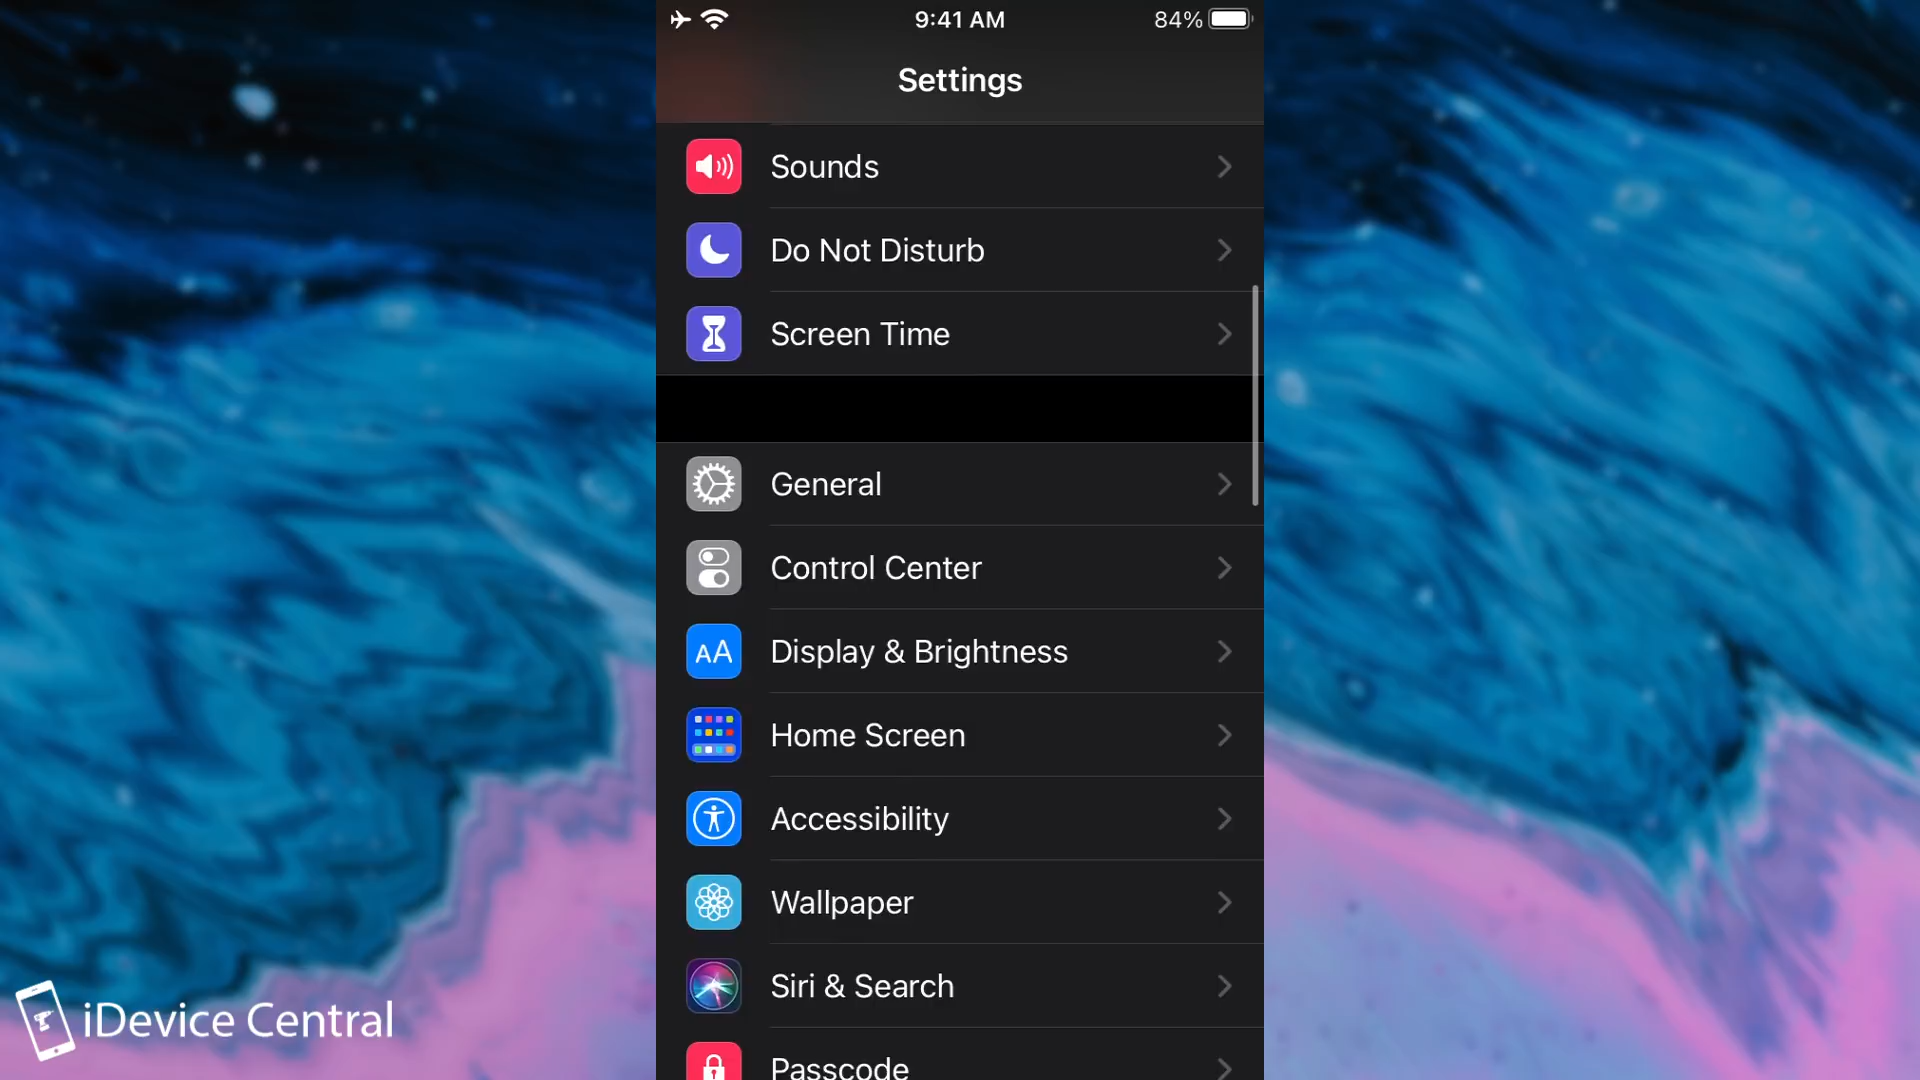 9:41 AM
84%
Settings
Sounds
Do Not Disturb
Screen Time
General
Control Center
AA Display & Brightness
Home Screen
Accessibility
Wallpaper
Siri & Search
Passcode
iDevice Central